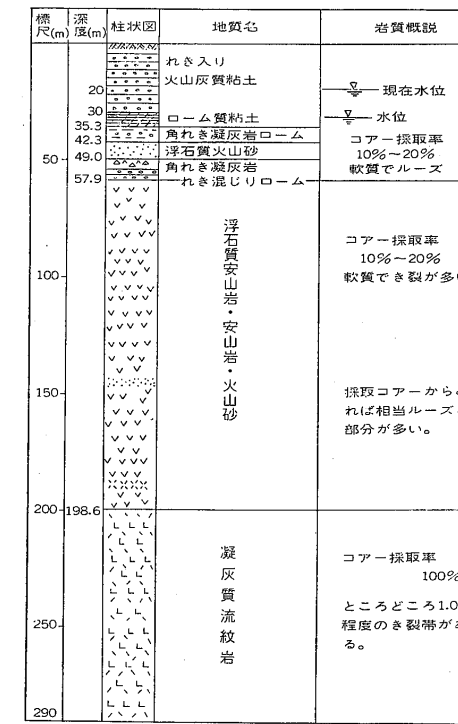 標尺(m) 深度(m) 柱状図 地質名 岩質概説
れき入り
火山灰質粘土
20 現在水位
30 ローム質粘土 水位
35.3
角れき凝灰岩ローム コアー採取率
42.3
浮石質火山砂 10%～20%
50 49.0
角れき凝灰岩 軟質でルーズ
57.9 れき混じりローム
浮石質安山岩・安山岩・火山砂
コアー採取率
10%～20%
100 軟質でき裂が多い
150 採取コアーから
れば相当ルーズ
部分が多い。
200 198.6
凝灰質流紋岩
コアー採取率
100%
ところどころ1.0
250 程度のき裂帯があ
る。
290